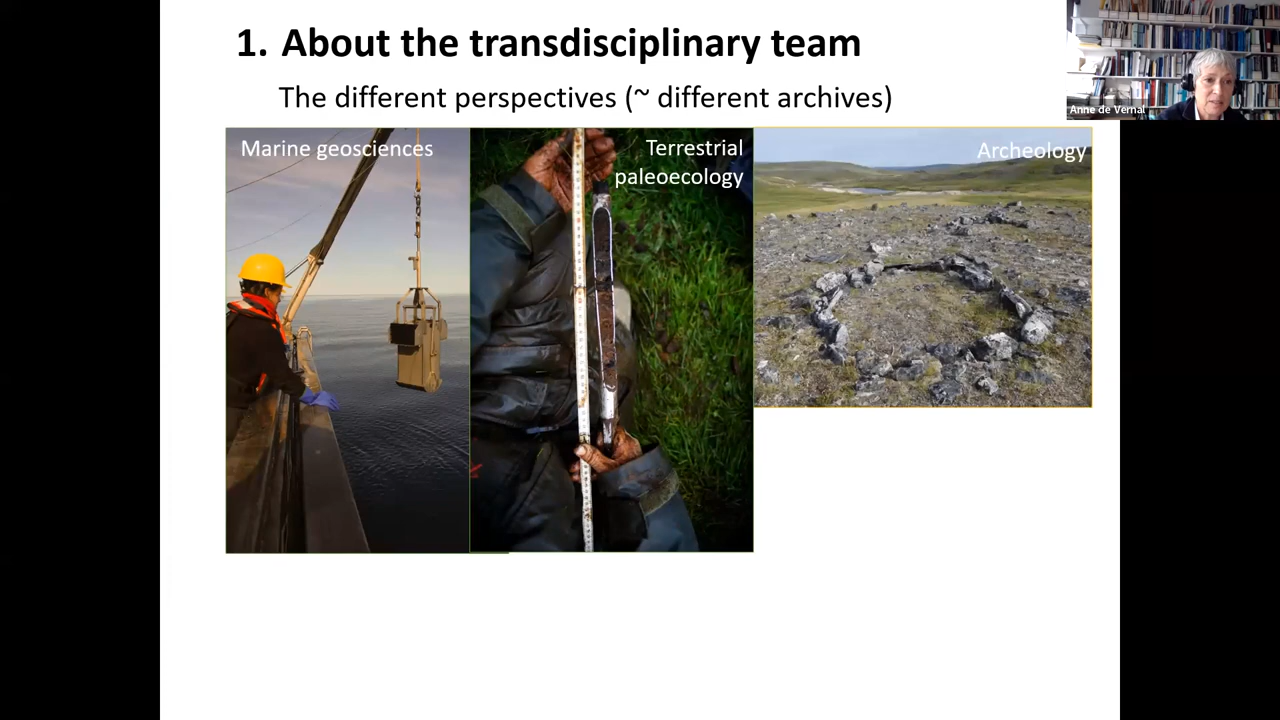 1. About the transdisciplinary team
The different perspectives (~ different archives)
Marine geosciences
Terrestrial
paleoecology
Archeology
Anne de Vernal